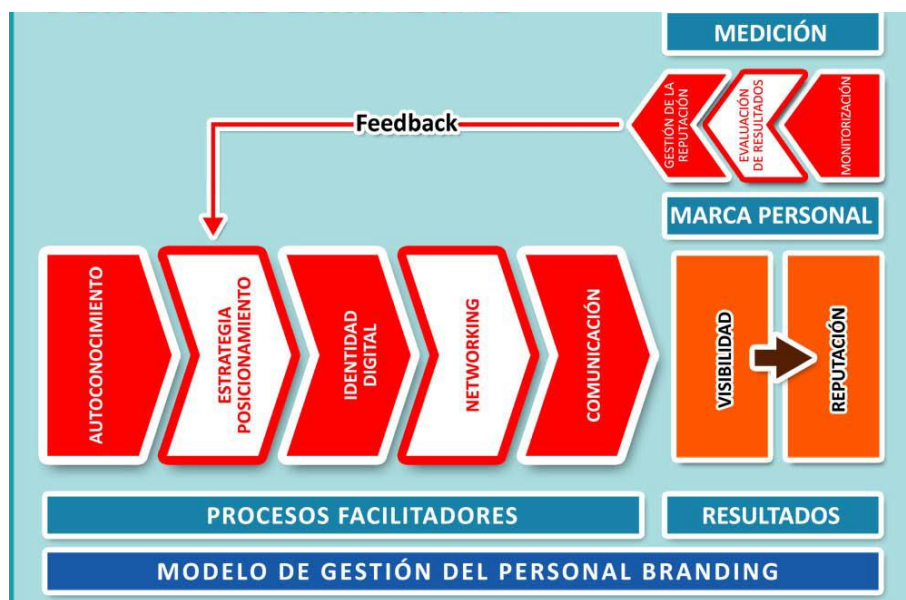 MEDICIÓN
Feedback
GESTIÓN DE LA
REPUTACIÓN
EVALUACIÓN
DE RESULTADOS
MONITORIZACIÓN
MARCA PERSONAL
AUTOCONOCIMIENTO
ESTRATEGIA
POSICIONAMIENTO
IDENTIDAD
DIGITAL
NETWORKING
COMUNICACIÓN
VISIBILIDAD
REPUTACIÓN
PROCESOS FACILITADORES
RESULTADOS
MODELO DE GESTIÓN DEL PERSONAL BRANDING